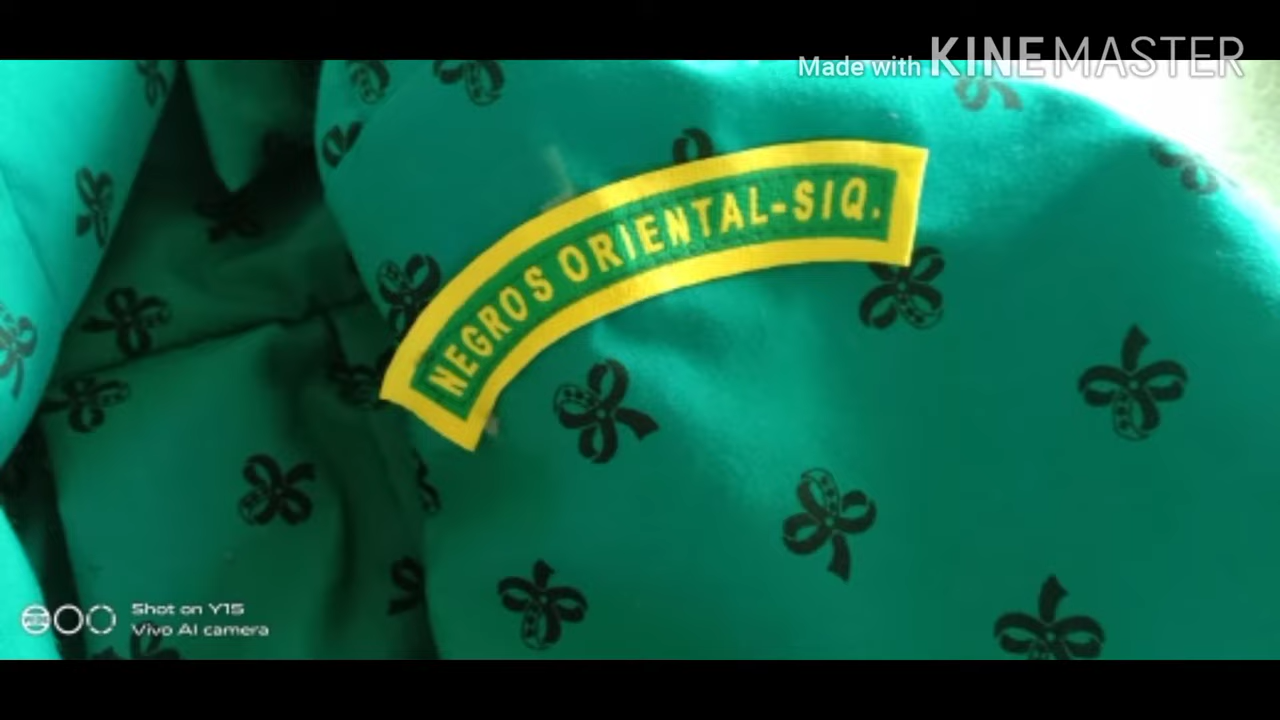 Made with KINEMASTER
NEGROS ORIENTAL-SIQ.
Shot on Y15
Vivo AI camera